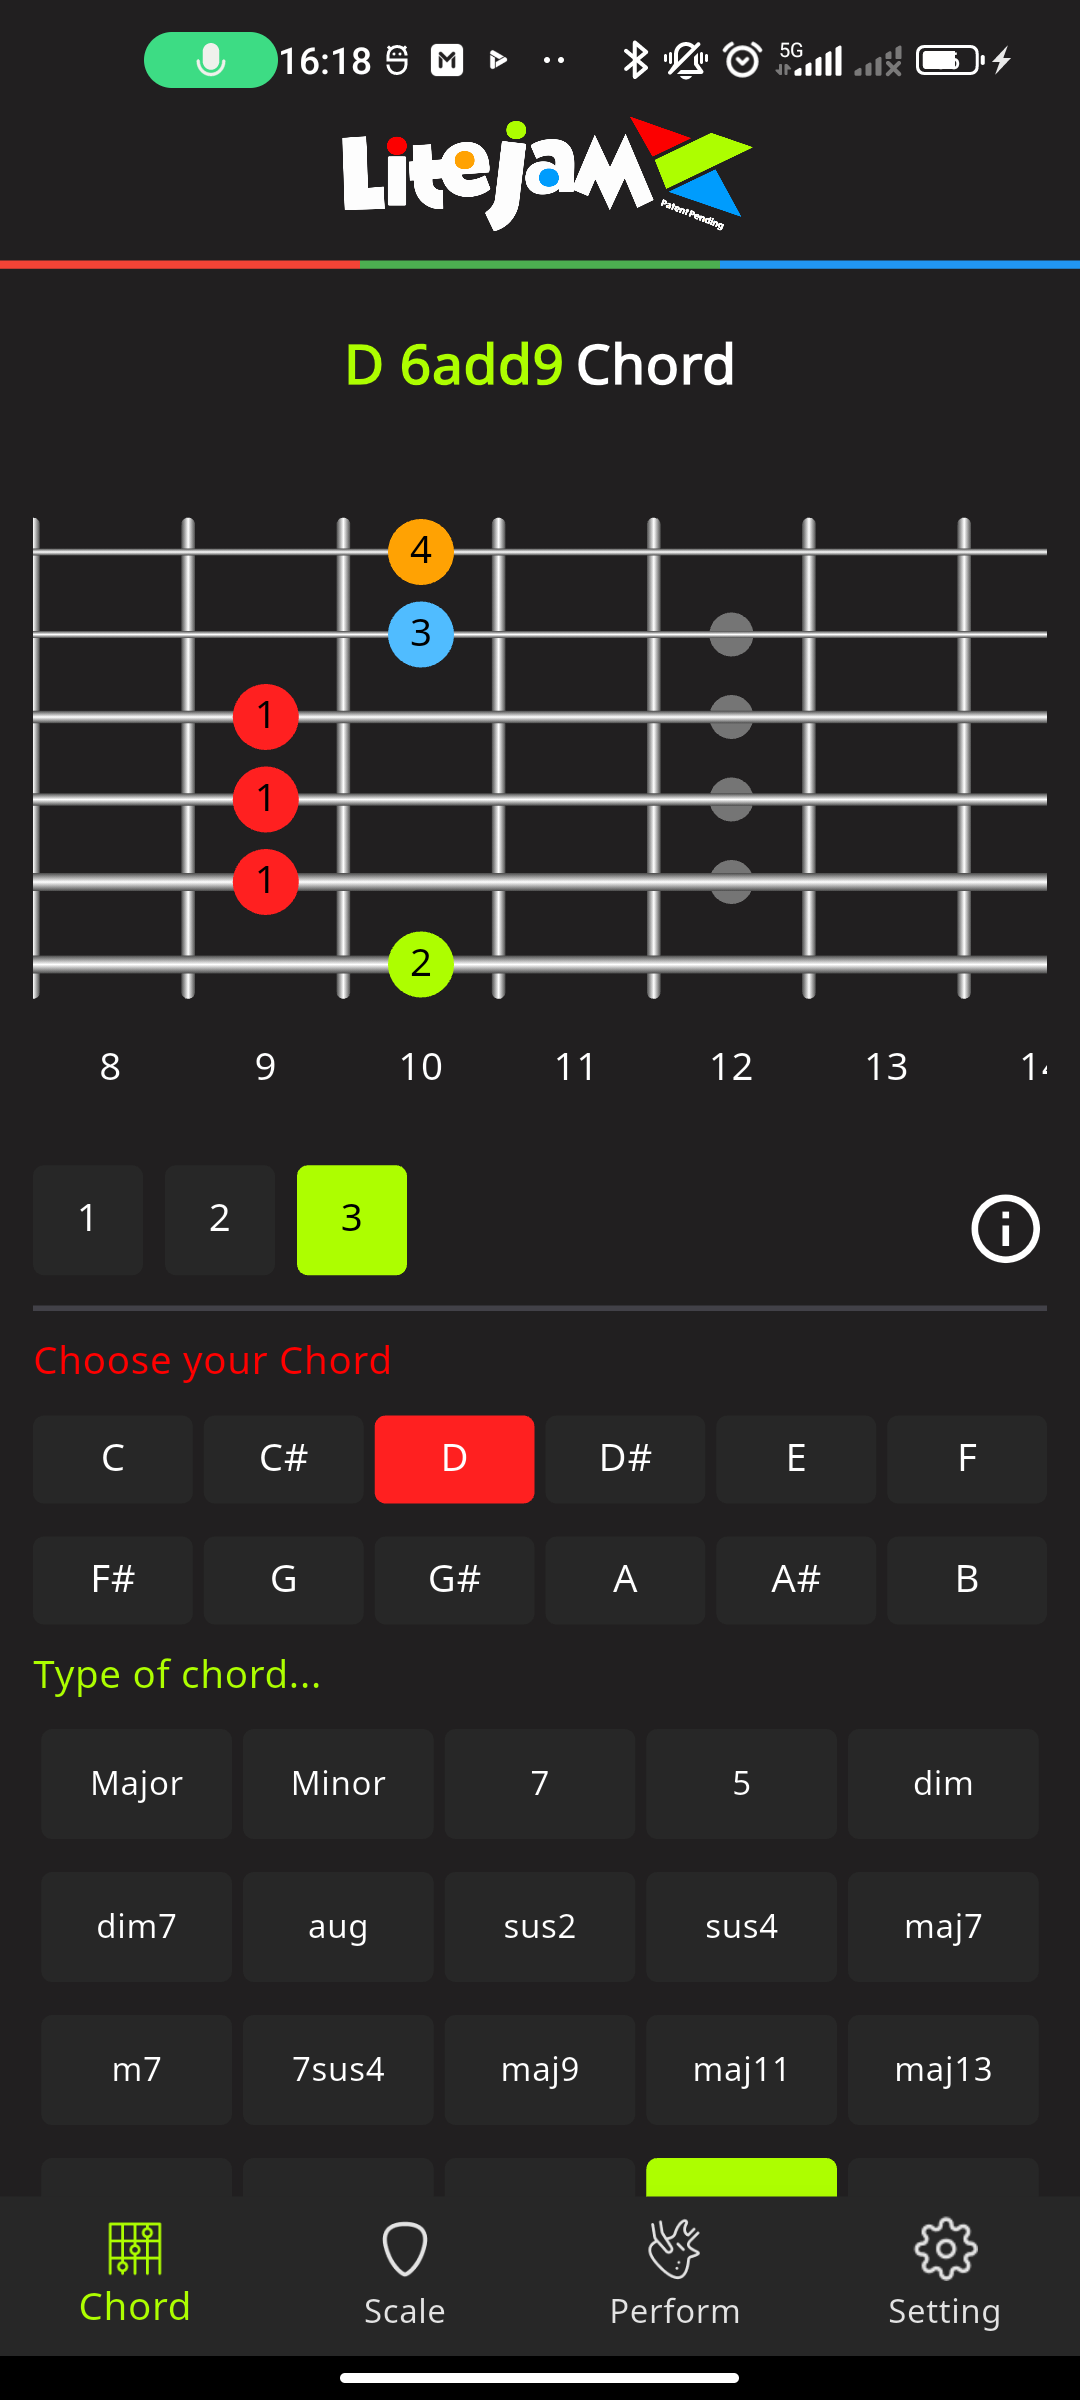 16:18 5G
LitejaM
Patent Pending
D 6add9 Chord
4
3
1
1
1
2
8 9 10 11 12 13
1 2 3
Choose your Chord
C C# D D# E F
F# G G# A A# B
Type of chord...
Major Minor 7 5 dim
dim7 aug sus2 sus4 maj7
m7 7sus4 maj9 maj11 maj13
Chord Scale Perform Setting